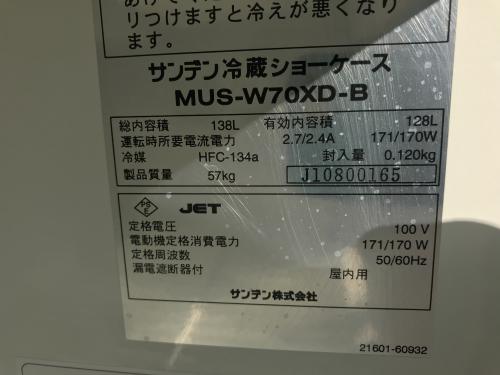 リつけますと冷えが悪くなり
ます。
サンデン冷蔵ショーケース
MUS-W70XD-B
総内容積 138L 有効内容積 128L
運転時所要電流電力 2.7/2.4A 171/170W
冷媒 HFC-134a 封入量 0.120kg
製品質量 57kg J10800165
PS E JET
定格電圧 100 V
電動機定格消費電力 171/170 W
定格周波数 50/60Hz
漏電遮断器付 屋内用
サンデン株式会社
21601-60932